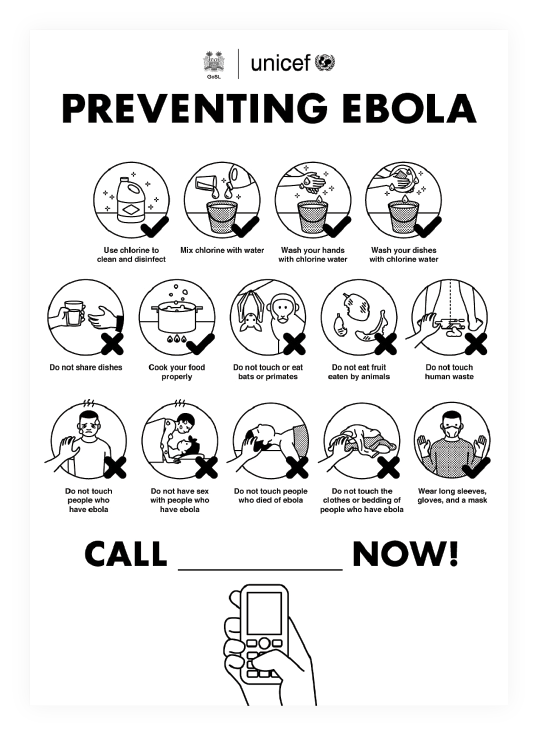 GoSL
unicef
PREVENTING EBOLA
Use chlorine to
clean and disinfect
Mix chlorine with water
Wash your hands
with chlorine water
Wash your dishes
with chlorine water
Do not share dishes
Cook your food
properly
Do not touch or eat
bats or primates
Do not eat fruit
eaten by animals
Do not touch
human waste
Do not touch
people who
have ebola
Do not have sex
with people who
have ebola
Do not touch people
who died of ebola
Do not touch the
clothes or bedding of
people who have ebola
Wear long sleeves,
gloves, and a mask
CALL ____________ NOW!